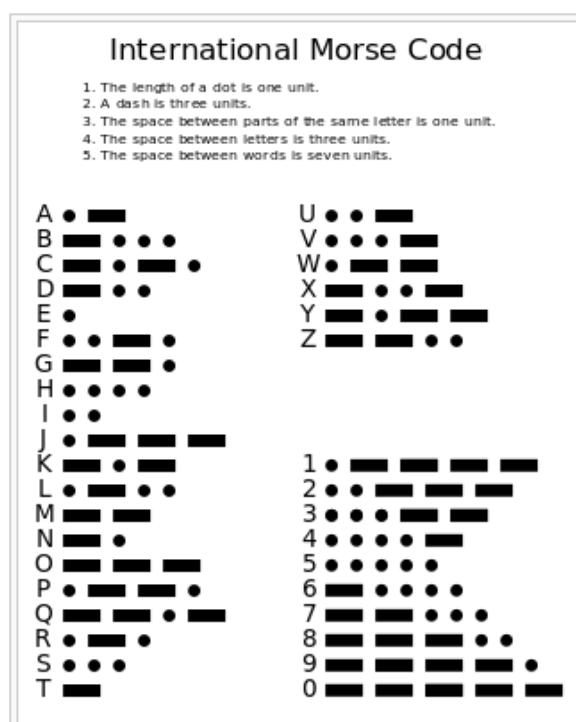 International Morse Code
1. The length of a dot is one unit.
2. A dash is three units.
3. The space between parts of the same letter is one unit.
4. The space between letters is three units.
5. The space between words is seven units.
A
B
C
D
E
F
G
H
I
J
K
L
M
N
O
P
Q
R
S
T
U
V
W
X
Y
Z
1
2
3
4
5
6
7
8
9
0